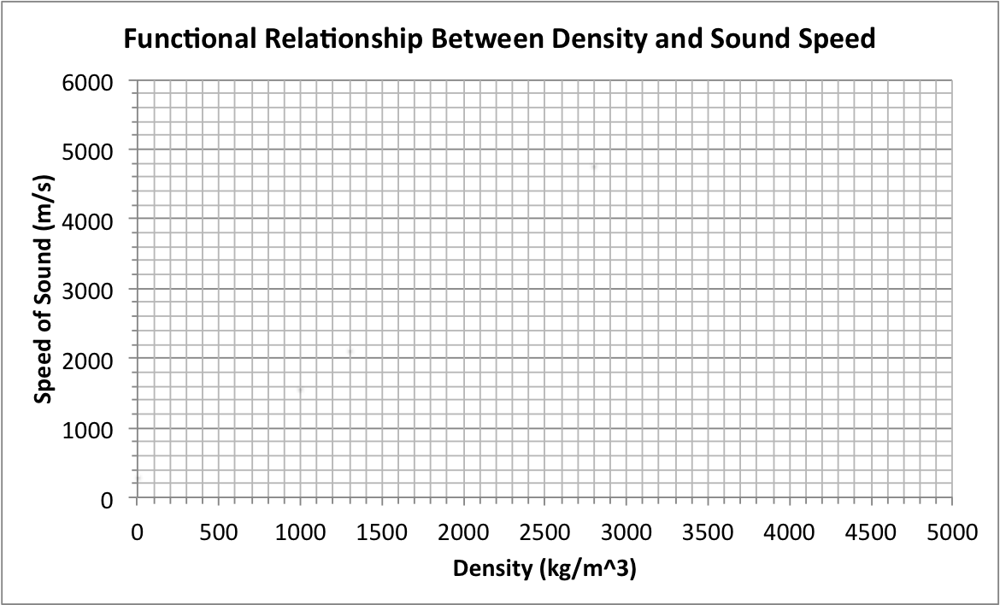 Functional Relationship Between Density and Sound Speed
6000
5000
4000
3000
2000
1000
0
Speed of Sound (m/s)
0 500 1000 1500 2000 2500 3000 3500 4000 4500 5000
Density (kg/m^3)